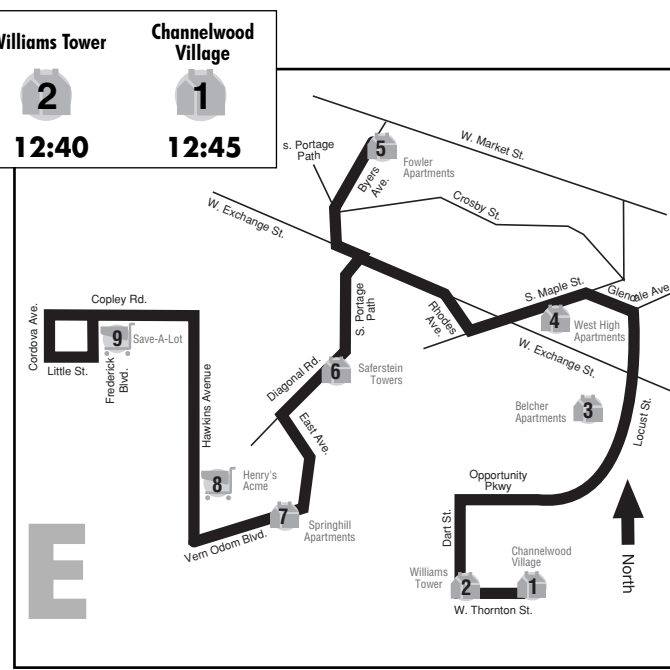 Williams Tower
Channelwood
Village
2
1
12:40
12:45
s. Portage
Path
5
Fowler
Apartments
Byers
Ave.
W. Market St.
Crosby St.
W. Exchange St.
Cordova Ave.
Copley Rd.
9
Save-A-Lot
Little St.
Frederick
Blvd.
Hawkins Avenue
S. Portage
Path
Rhodes
Ave.
S. Maple St.
Glendale Ave
4
West High
Apartments
W. Exchange St.
Diagonal Rd.
6
Saferstein
Towers
East Ave.
Belcher
Apartments
3
Locust St.
8
Henry's
Acme
7
Springhill
Apartments
Vern Odom Blvd.
Opportunity
Pkwy
Dart St.
Channelwood
Village
Williams
Tower
2
1
W. Thornton St.
North
E